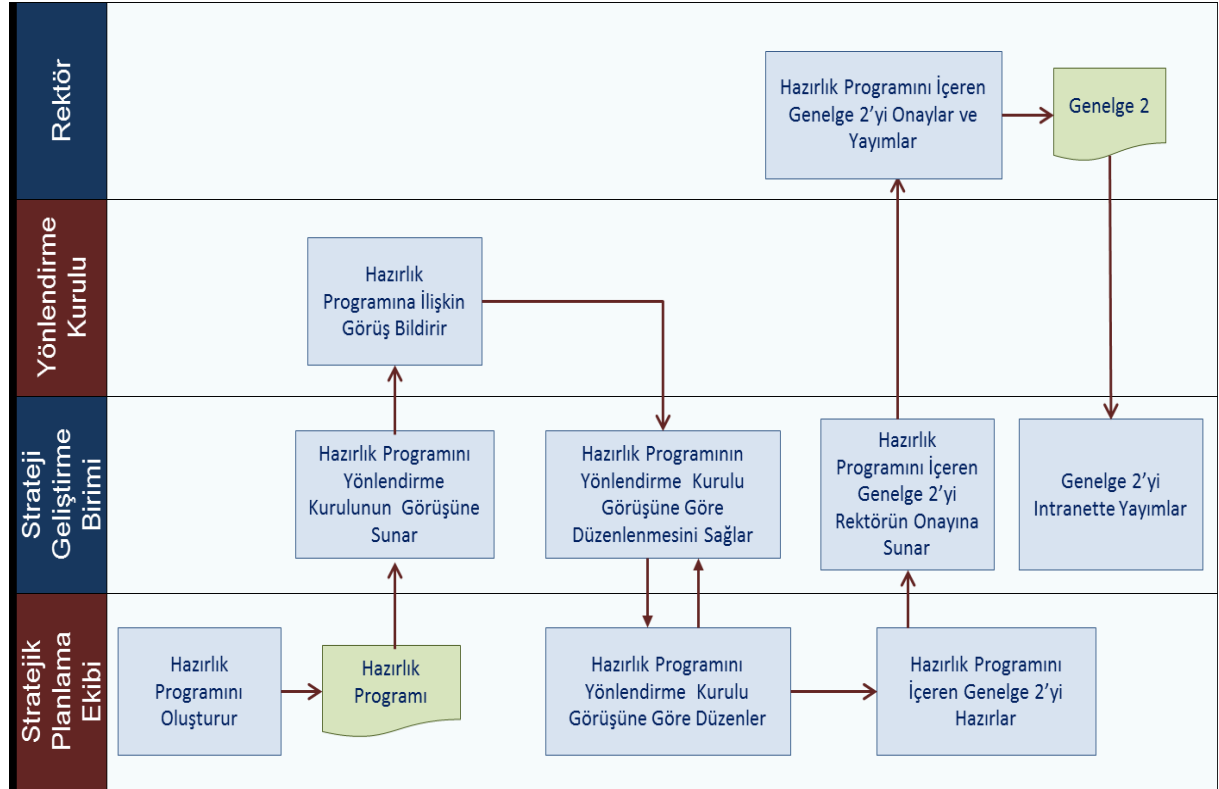 Rektör
Hazırlık Programını İçeren
Genelge 2’yi Onaylar ve
Yayımlar
Genelge 2
Yönlendirme
Kurulu
Hazırlık
Programına İlişkin
Görüş Bildirir
Strateji
Geliştirme
Birimi
Hazırlık Programını
Yönlendirme
Kurulunun Görüşüne
Sunar
Hazırlık Programının
Yönlendirme Kurulu
Görüşüne Göre
Düzenlenmesini Sağlar
Hazırlık
Programını İçeren
Genelge 2’yi
Rektörün Onayına
Sunar
Genelge 2’yi
Intranette Yayımlar
Stratejik
Planlama
Ekibi
Hazırlık
Programını
Oluşturur
Hazırlık
Programı
Hazırlık Programını
Yönlendirme Kurulu
Görüşüne Göre Düzenler
Hazırlık Programını
İçeren Genelge 2’yi
Hazırlar